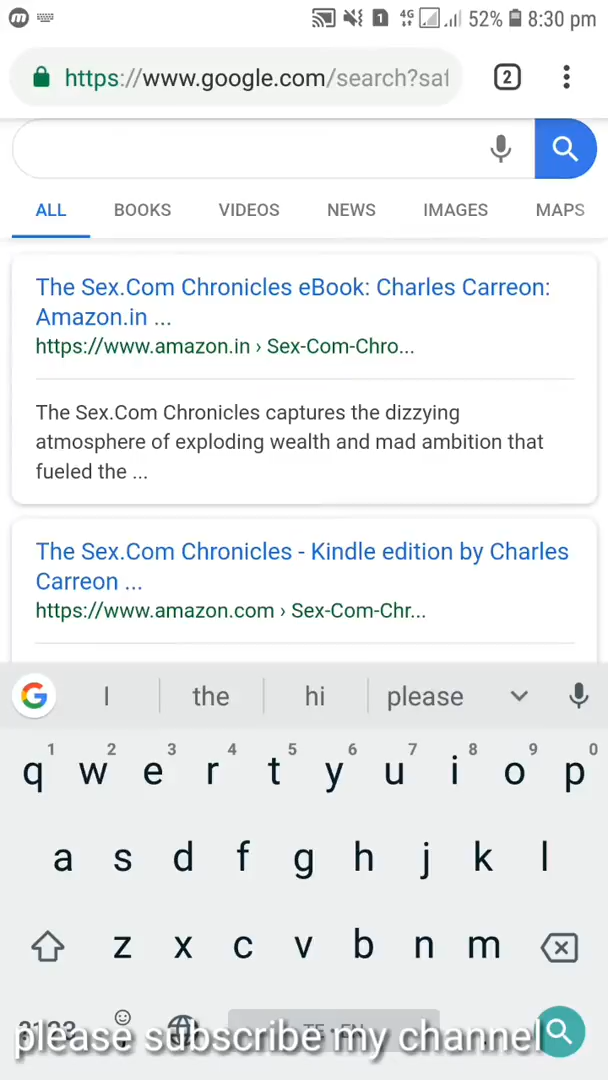 4G 1 52% 8:30 pm
https://www.google.com/search?saf
2
ALL BOOKS VIDEOS NEWS IMAGES MAPS
The Sex.Com Chronicles eBook: Charles Carreon:
Amazon.in ...
https://www.amazon.in › Sex-Com-Chro...
The Sex.Com Chronicles captures the dizzying
atmosphere of exploding wealth and mad ambition that
fueled the ...
The Sex.Com Chronicles - Kindle edition by Charles
Carreon ...
https://www.amazon.com › Sex-Com-Chr...
G I the hi please
1 2 3 4 5 6 7 8 9 0
q w e r t y u i o p
a s d f g h j k l
z x c v b n m
TE • EN
please subscribe my channel